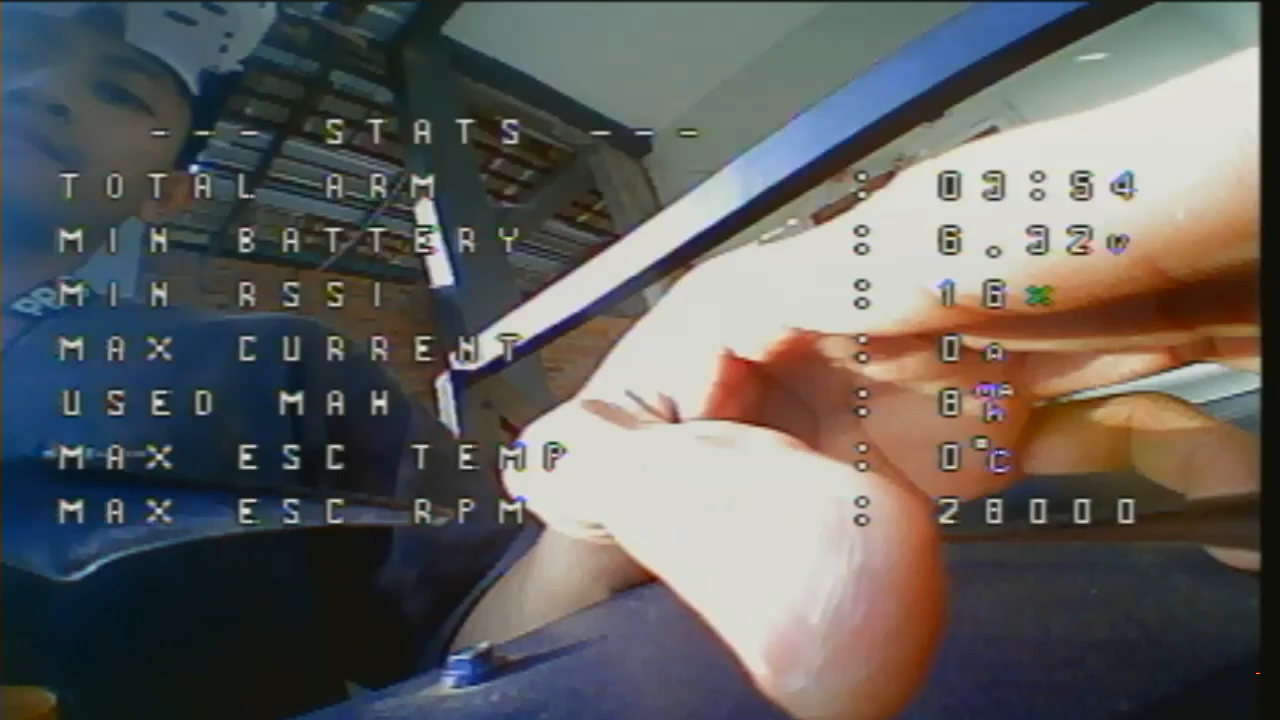 --- STATS ---
TOTAL ARM : 03:54
MIN BATTERY : 6.32V
MIN RSSI : 16%
MAX CURRENT : 0A
USED MAH : 8mAh
MAX ESC TEMP : 0°C
MAX ESC RPM : 28000